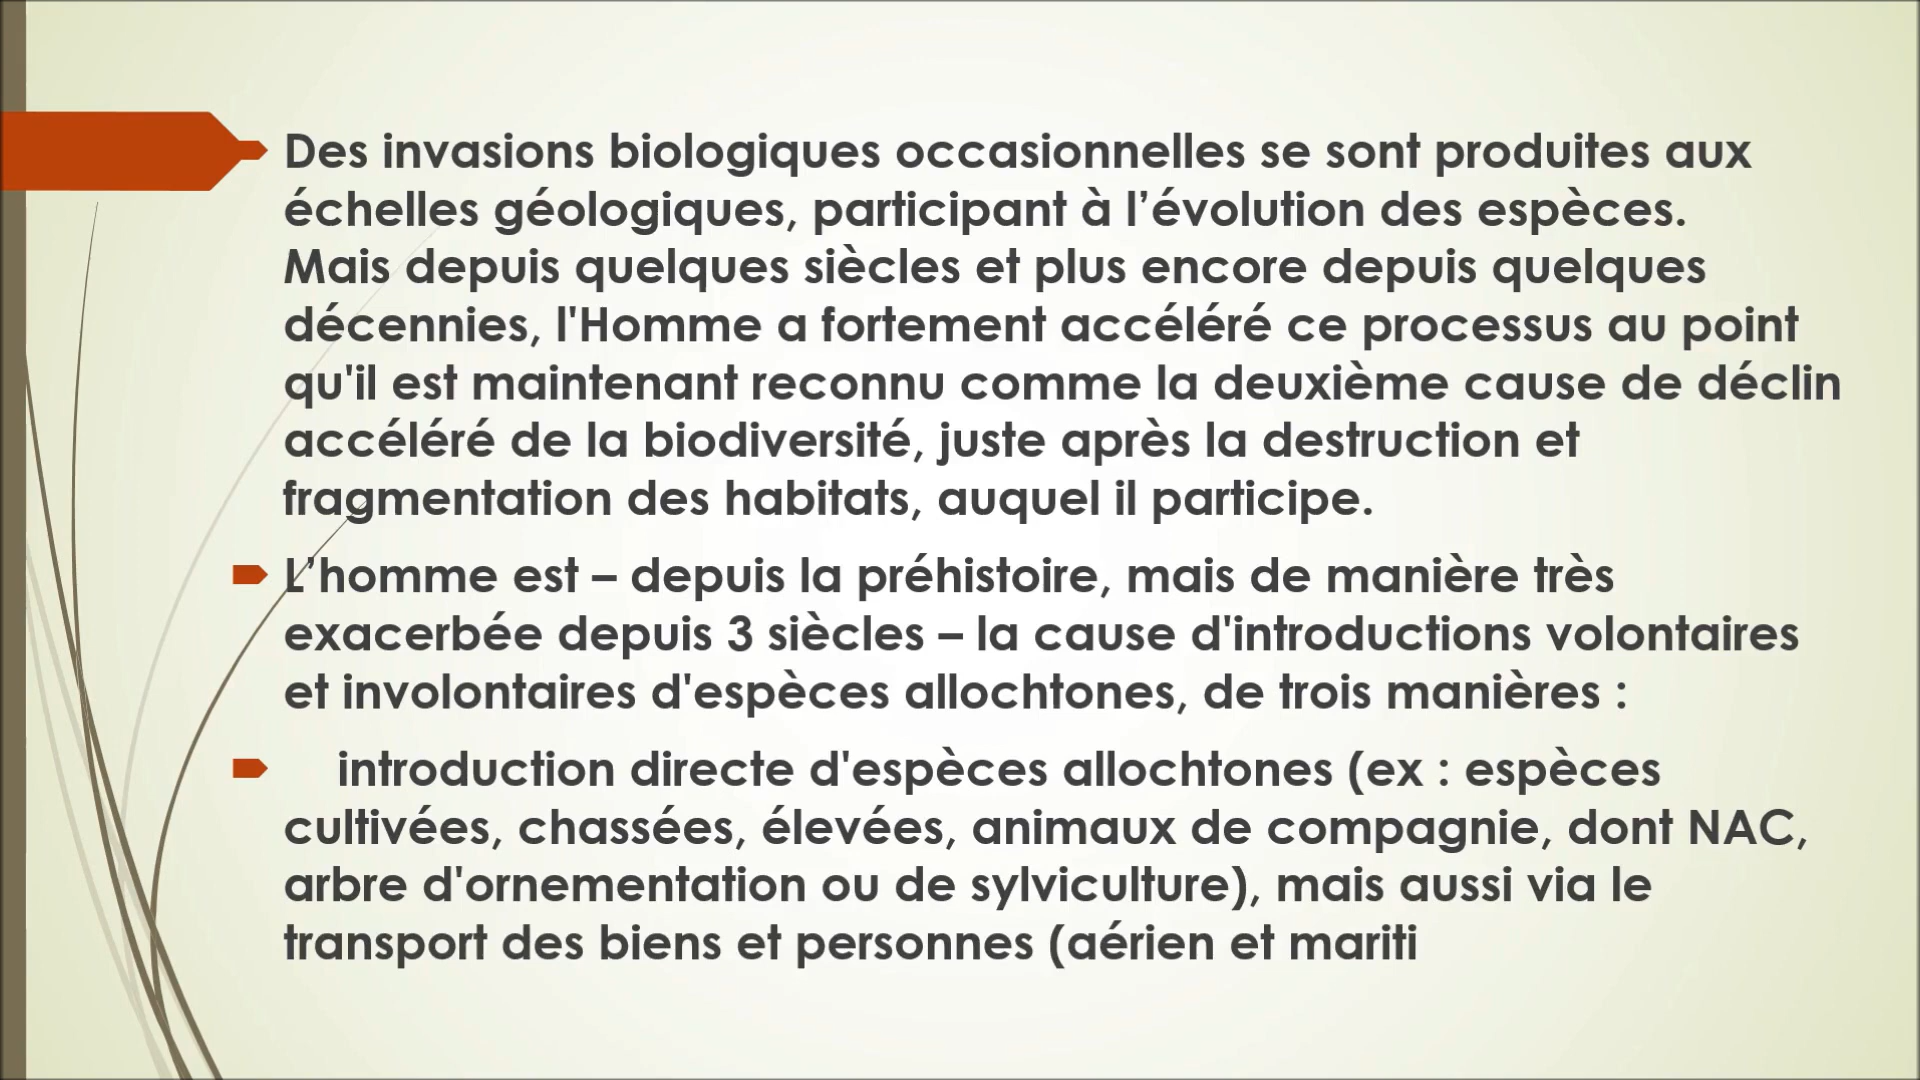 Des invasions biologiques occasionnelles se sont produites aux
échelles géologiques, participant à l’évolution des espèces.
Mais depuis quelques siècles et plus encore depuis quelques
décennies, l'Homme a fortement accéléré ce processus au point
qu'il est maintenant reconnu comme la deuxième cause de déclin
accéléré de la biodiversité, juste après la destruction et
fragmentation des habitats, auquel il participe.
L’homme est – depuis la préhistoire, mais de manière très
exacerbée depuis 3 siècles – la cause d'introductions volontaires
et involontaires d'espèces allochtones, de trois manières :
introduction directe d'espèces allochtones (ex : espèces
cultivées, chassées, élevées, animaux de compagnie, dont NAC,
arbre d'ornementation ou de sylviculture), mais aussi via le
transport des biens et personnes (aérien et mariti